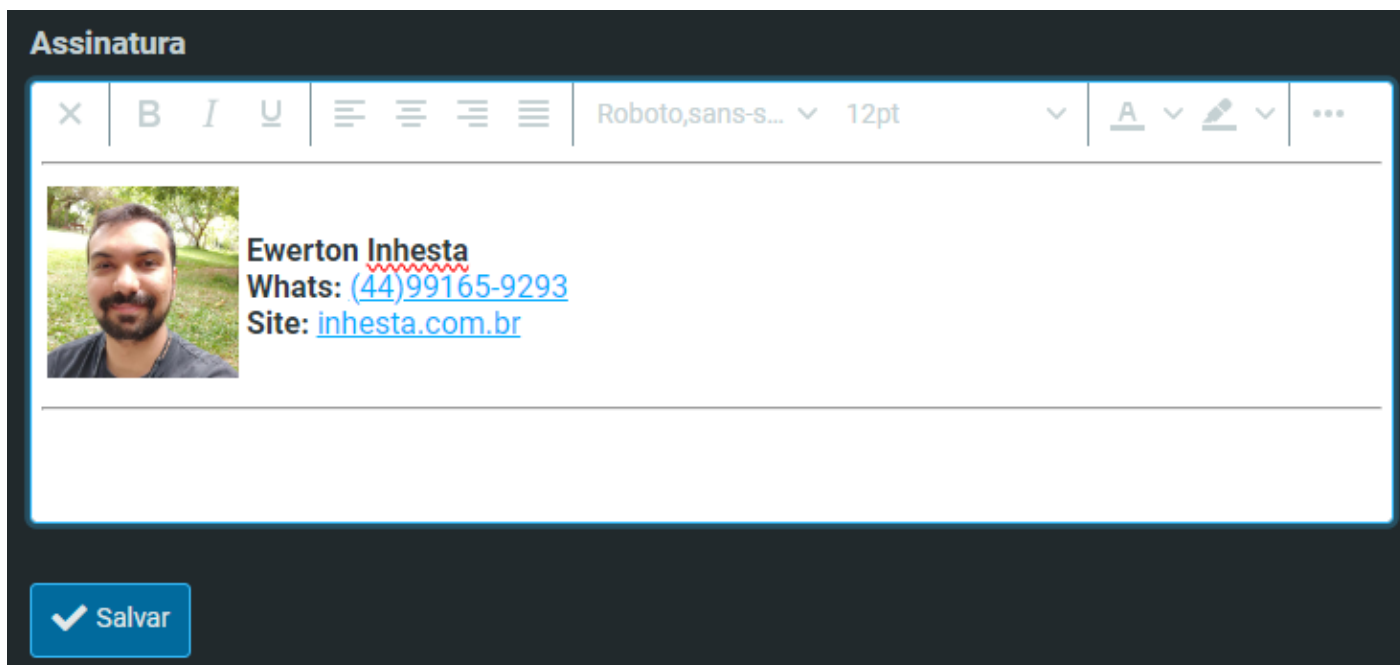 Assinatura
B I U Roboto,sans-s... 12pt A
Ewerton Inhesta
Whats: (44)99165-9293
Site: inhesta.com.br
Salvar